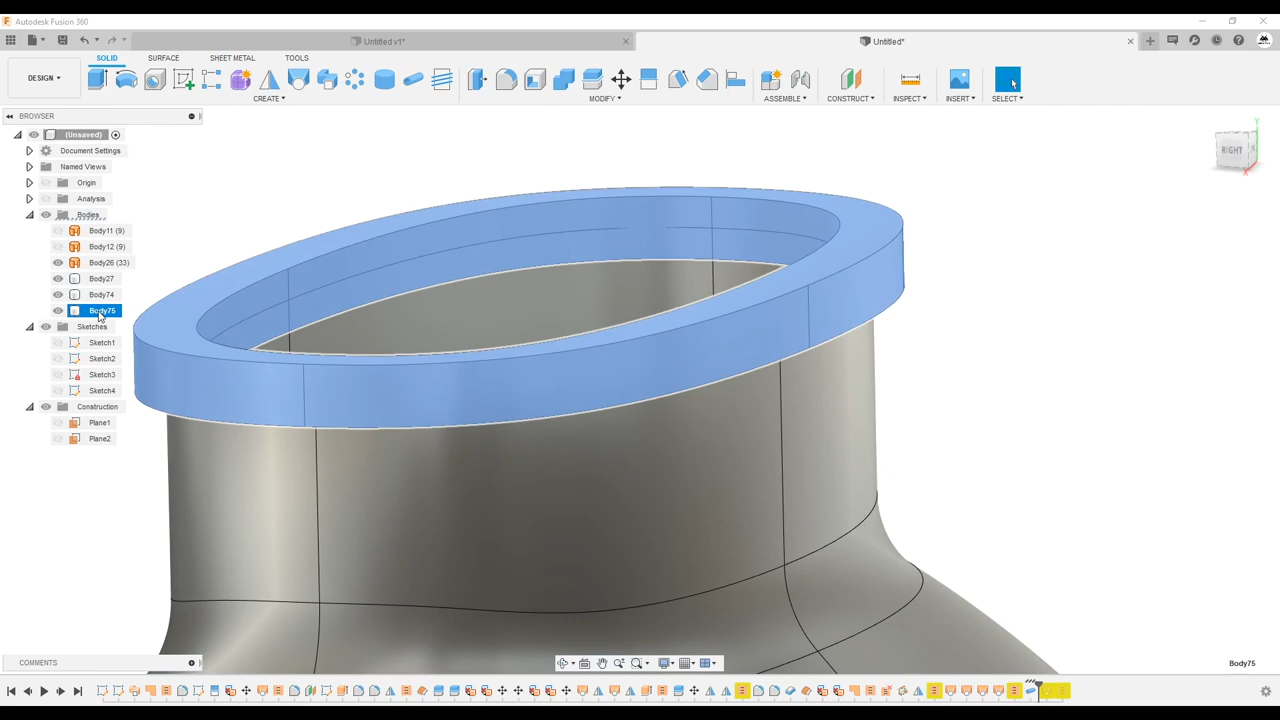 Autodesk Fusion 360
Untitled v1*
Untitled*
SOLID
SURFACE
SHEET METAL
TOOLS
DESIGN
CREATE
MODIFY
ASSEMBLE
CONSTRUCT
INSPECT
INSERT
SELECT
BROWSER
(Unsaved)
Document Settings
Named Views
Origin
Analysis
Bodies
Body11 (9)
Body12 (9)
Body26 (33)
Body27
Body74
Body75
Sketches
Sketch1
Sketch2
Sketch3
Sketch4
Construction
Plane1
Plane2
RIGHT
Y
X
COMMENTS
Body75